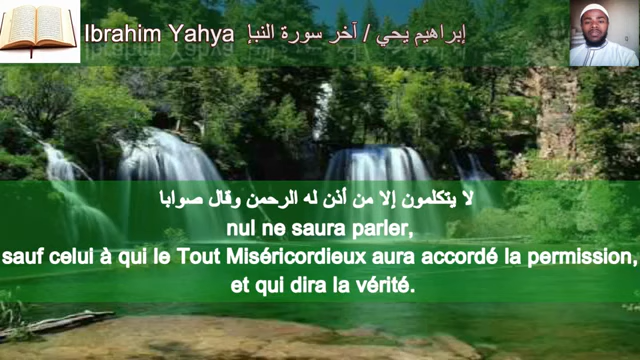 Ibrahim Yahya إبراهيم يحي / آخر سورة النبإ
لا يتكلمون إلا من أذن له الرحمن وقال صوابا
nul ne saura parler,
sauf celui à qui le Tout Miséricordieux aura accordé la permission,
et qui dira la vérité.